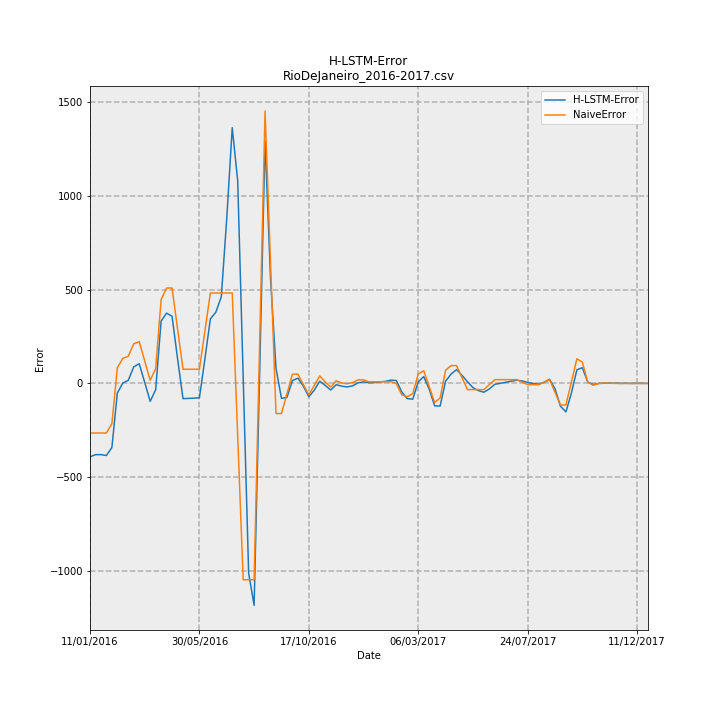 H-LSTM-Error
RioDeJaneiro_2016-2017.csv
H-LSTM-Error
NaiveError
1500
1000
500
0
−500
−1000
Error
11/01/2016 30/05/2016 17/10/2016 06/03/2017 24/07/2017 11/12/2017
Date